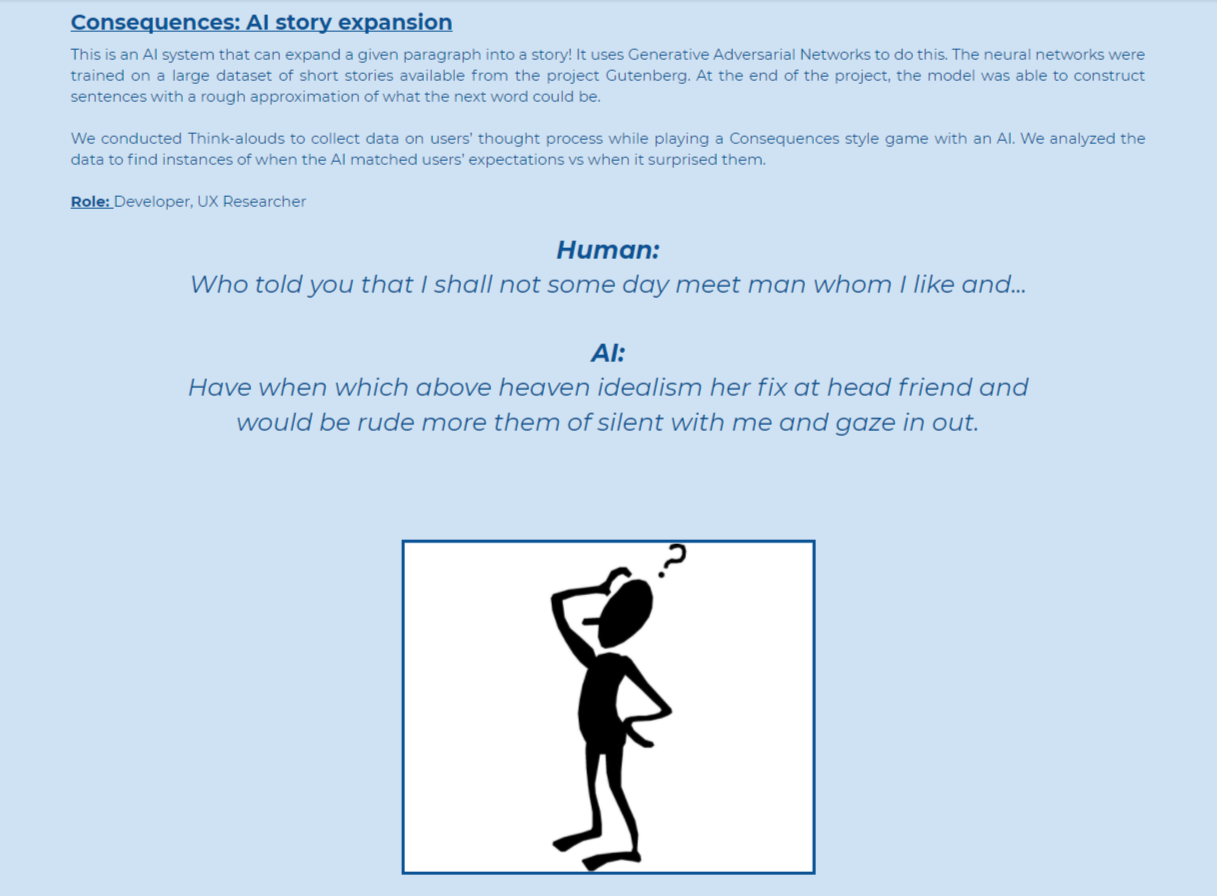 Consequences: AI story expansion
This is an AI system that can expand a given paragraph into a story! It uses Generative Adversarial Networks to do this. The neural networks were
trained on a large dataset of short stories available from the project Gutenberg. At the end of the project, the model was able to construct
sentences with a rough approximation of what the next word could be.
We conducted Think-alouds to collect data on users' thought process while playing a Consequences style game with an AI. We analyzed the
data to find instances of when the AI matched users' expectations vs when it surprised them.
Role: Developer, UX Researcher
Human:
Who told you that I shall not some day meet man whom I like and...
AI:
Have when which above heaven idealism her fix at head friend and
would be rude more them of silent with me and gaze in out.
?